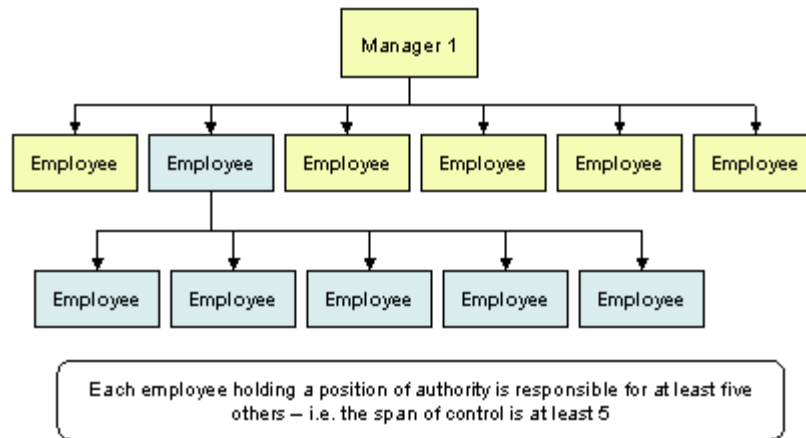 Manager 1
Employee Employee Employee Employee Employee Employee
Employee Employee Employee Employee Employee
Each employee holding a position of authority is responsible for at least five
others – i.e. the span of control is at least 5